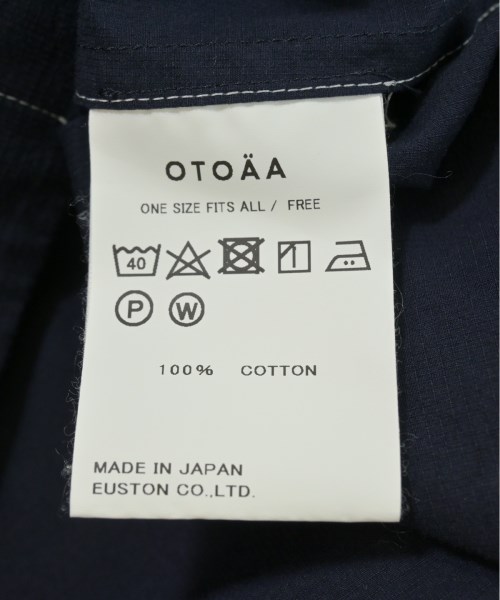 OTOÄA
ONE SIZE FITS ALL / FREE
40
P W
100% COTTON
MADE IN JAPAN
EUSTON CO.,LTD.